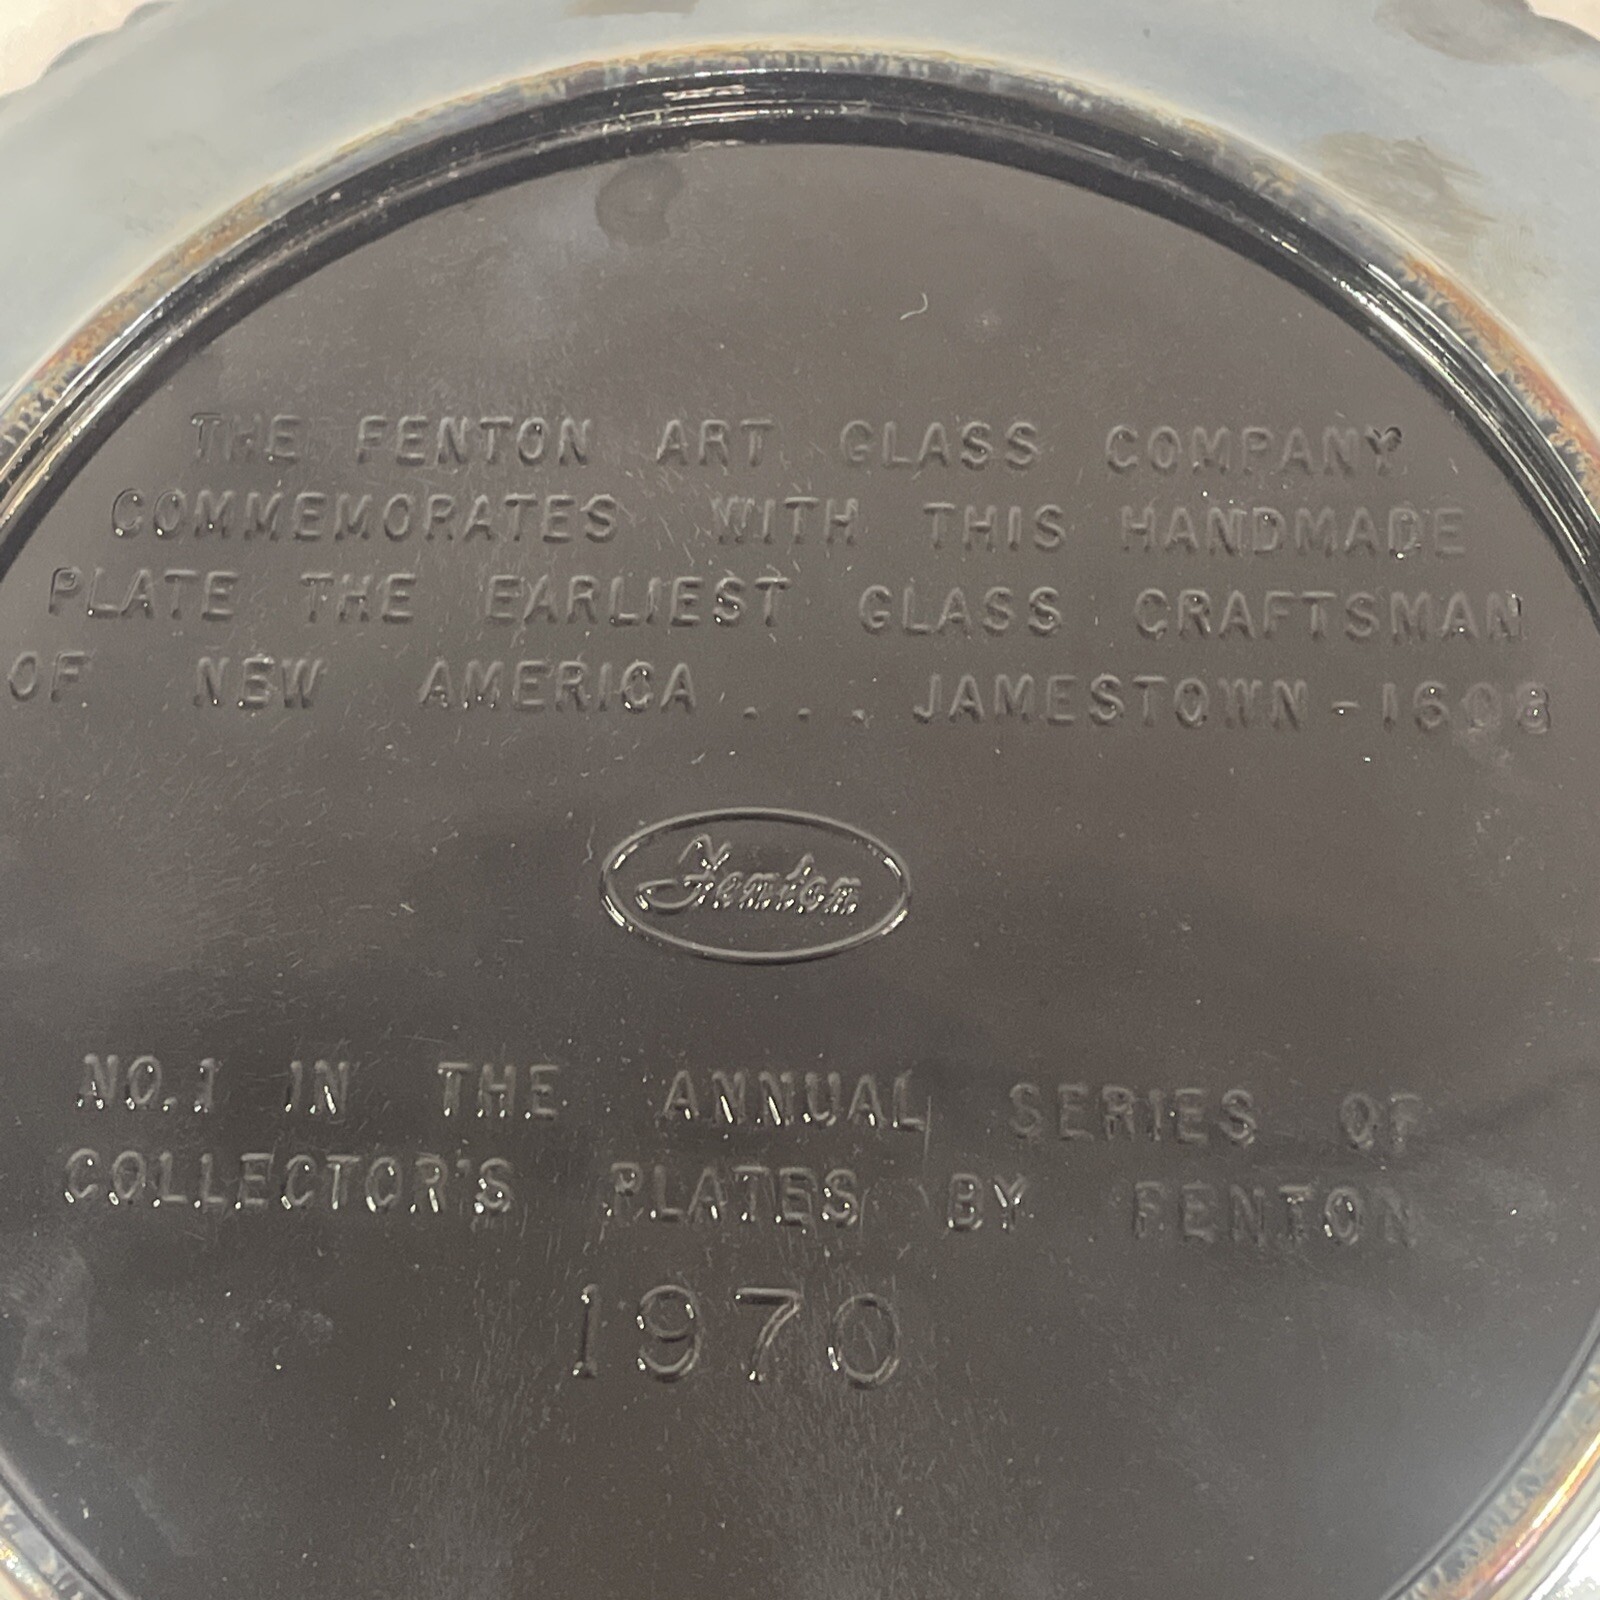 THE FENTON ART GLASS COMPANY
COMMEMORATES WITH THIS HANDMADE
PLATE THE EARLIEST GLASS CRAFTSMAN
OF NEW AMERICA . . . JAMESTOWN - 1608
Fenton
NO. 1 IN THE ANNUAL SERIES OF
COLLECTOR'S PLATES BY FENTON
1970